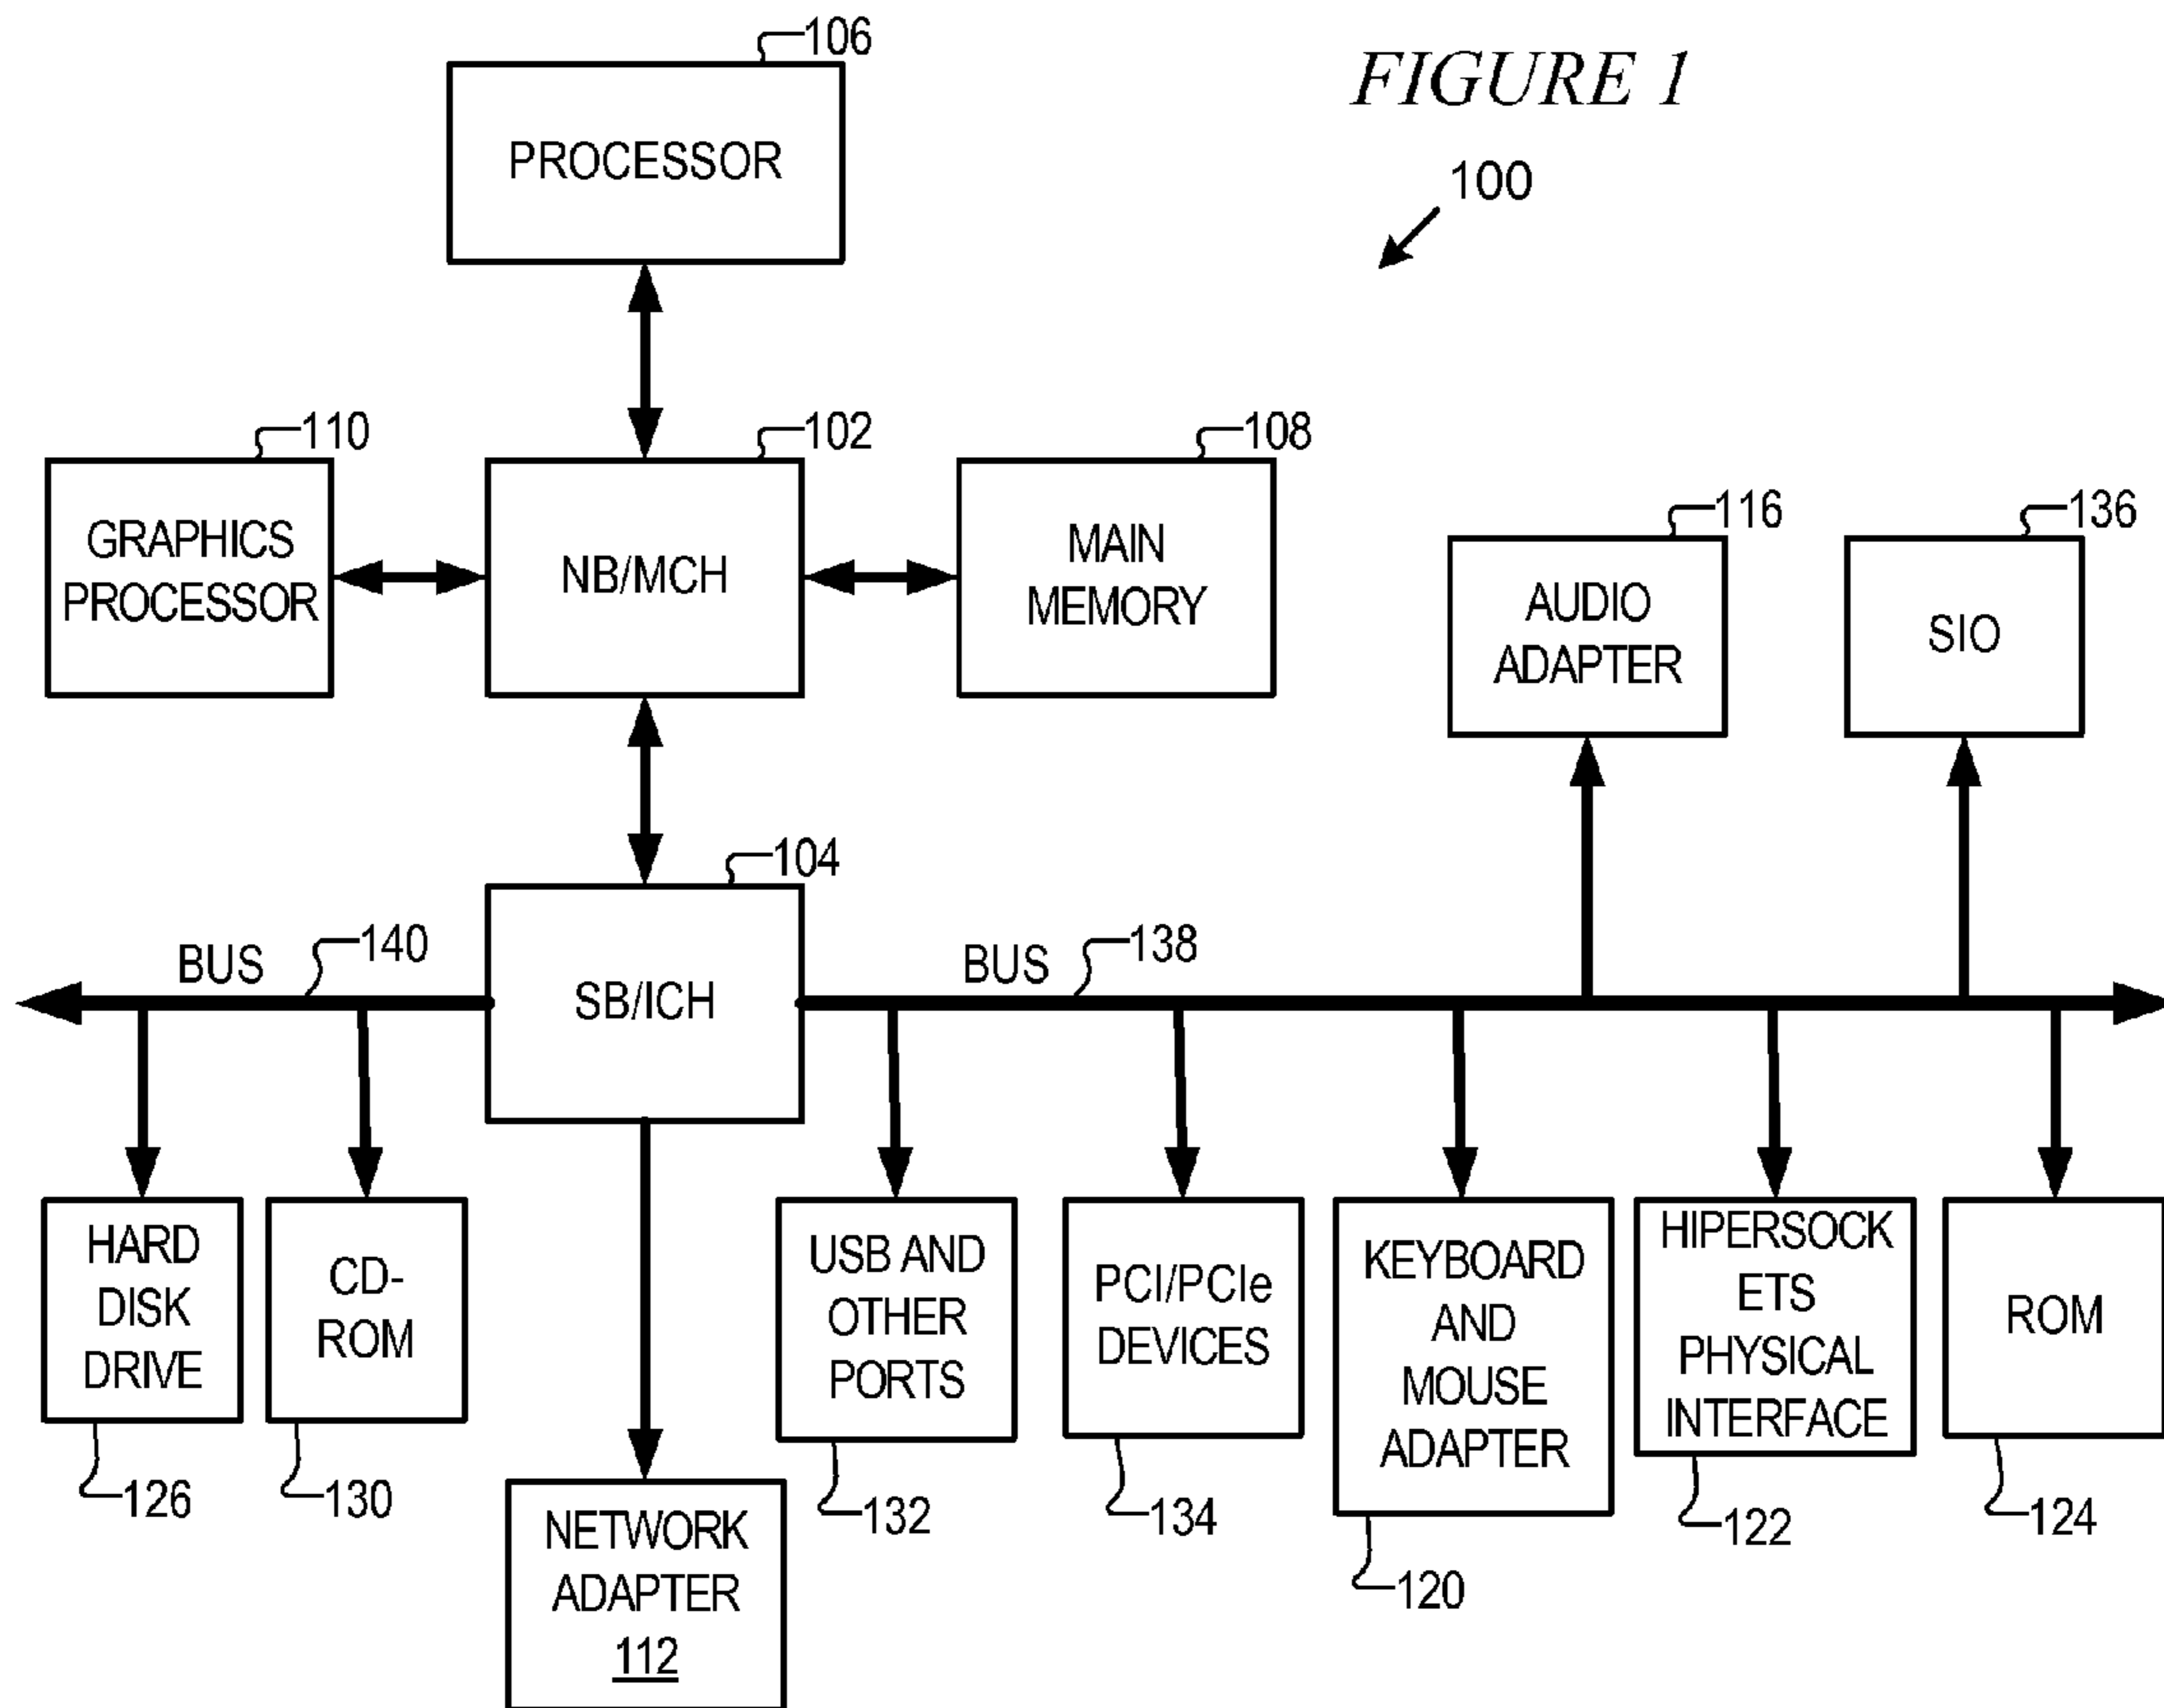 FIGURE 1
100
106
PROCESSOR
110
GRAPHICS
PROCESSOR
102
NB/MCH
108
MAIN
MEMORY
116
AUDIO
ADAPTER
136
SIO
104
SB/ICH
BUS
140
BUS
138
HARD
DISK
DRIVE
126
CD-
ROM
130
NETWORK
ADAPTER
112
USB AND
OTHER
PORTS
132
PCI/PCIe
DEVICES
134
KEYBOARD
AND
MOUSE
ADAPTER
120
HIPERSOCK
ETS
PHYSICAL
INTERFACE
122
ROM
124